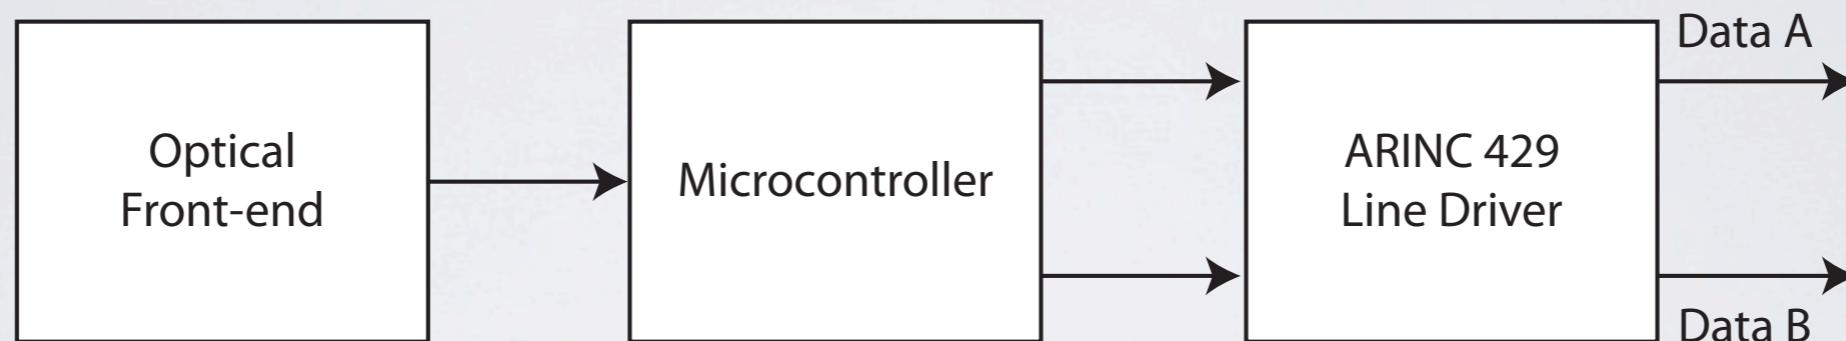 Optical
Front-end
Microcontroller
ARINC 429
Line Driver
Data A
Data B